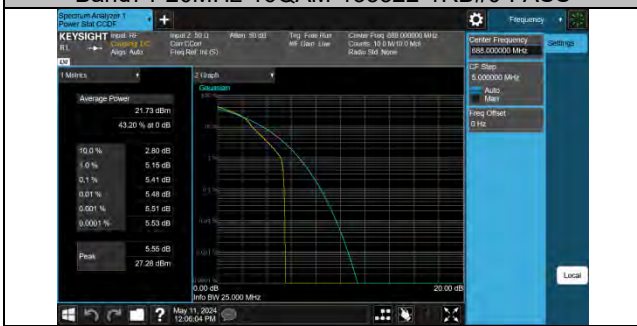 Spectrum Analyzer 1
Power Stat CCDF
Frequency
KEYSIGHT Input: RF
R L
Coupling: DC
Align: Auto
Input Z: 50 Ω
Corr CCorr
Freq Ref: Int (S)
Atten: 30 dB
Trig: Free Run
Center Freq: 688.000000 MHz
Counts: 10.0 M/10.0 Mpt
Radio Std: None
Center Frequency
688.000000 MHz
Settings
CF Step
5.000000 MHz
Auto
Man
Freq Offset
0 Hz
1 Metrics
2 Graph
Gaussian
100 %
Average Power
21.73 dBm
43.20 % at 0 dB
10.0 % 2.80 dB
1.0 % 5.16 dB
0.1 % 5.41 dB
0.01 % 5.48 dB
0.001 % 5.51 dB
0.0001 % 5.53 dB
Peak
5.55 dB
27.28 dBm
0.00 dB
20.00 dB
Info BW 25.000 MHz
Local
May 11, 2024
12:06:04 PM